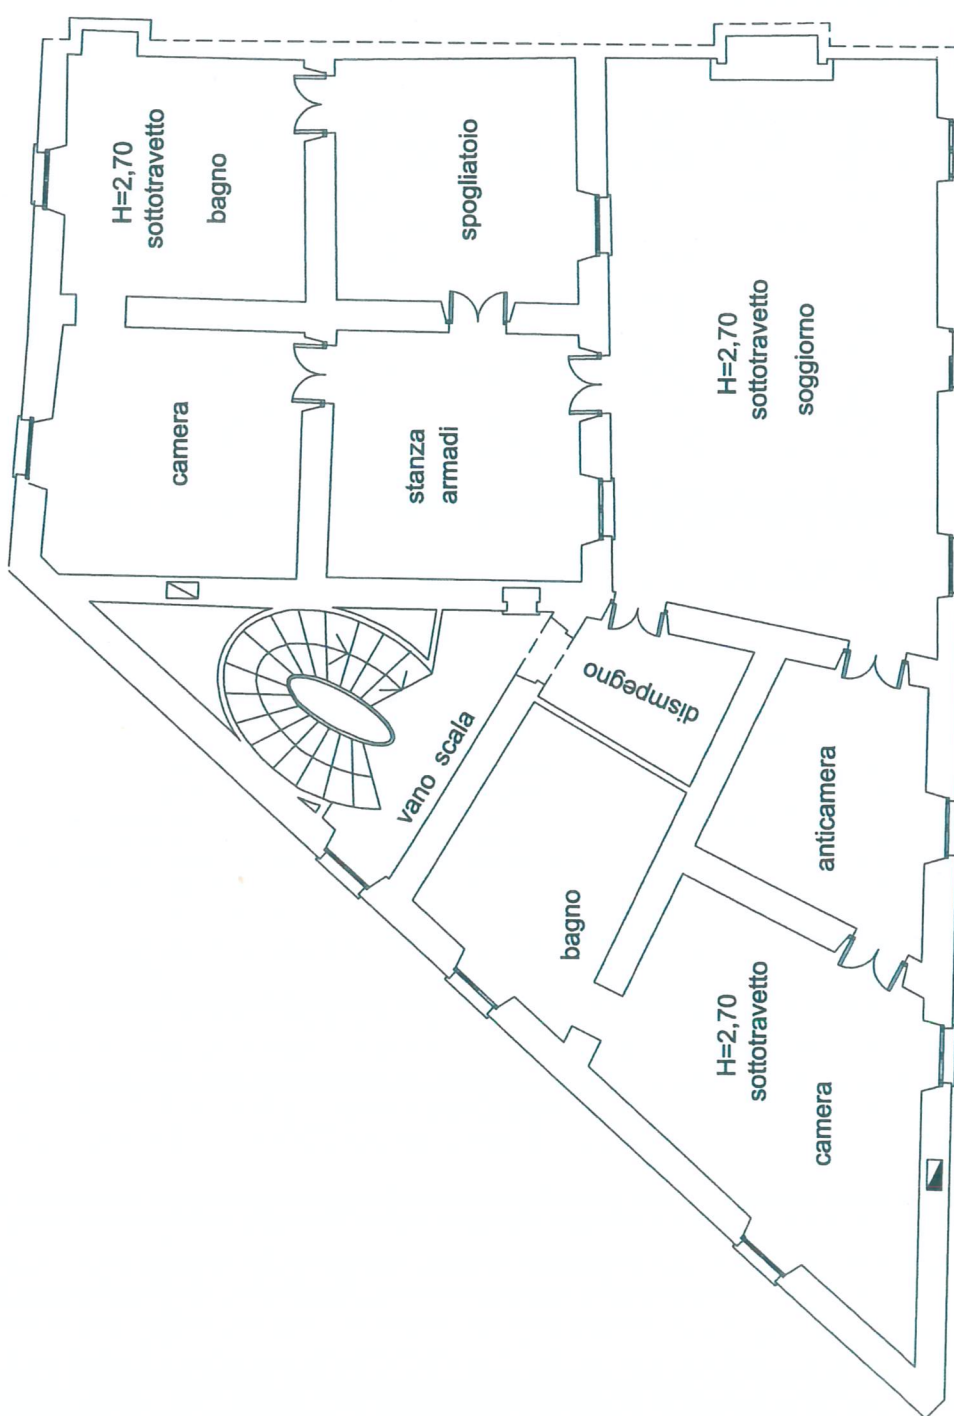 camera
H=2,70
sottotravetto
bagno
stanza
armadi
spogliatoio
vano scala
bagno
dismpegno
H=2,70
sottotravetto
camera
anticamera
H=2,70
sottotravetto
soggiorno